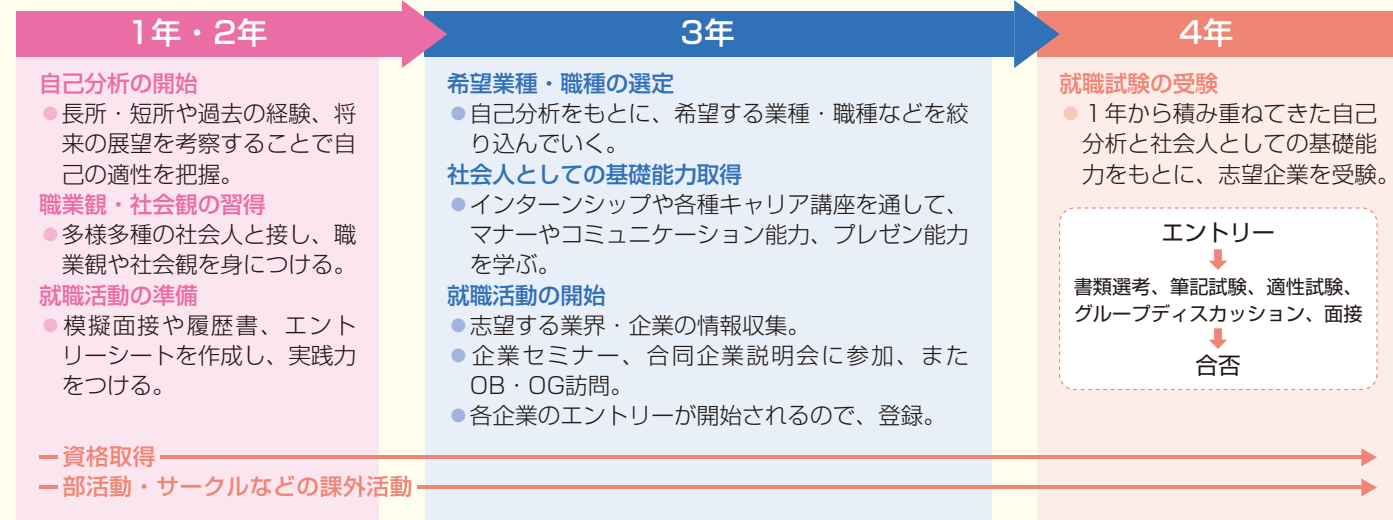 1年・2年
自己分析の開始
●長所・短所や過去の経験、将
来の展望を考察することで自
己の適性を把握。
職業観・社会観の習得
●多様多種の社会人と接し、職
業観や社会観を身につける。
就職活動の準備
●模擬面接や履歴書、エント
リーシートを作成し、実践力
をつける。
3年
希望業種・職種の選定
●自己分析をもとに、希望する業種・職種などを絞
り込んでいく。
社会人としての基礎能力取得
●インターンシップや各種キャリア講座を通して、
マナーやコミュニケーション能力、プレゼン能力
を学ぶ。
就職活動の開始
●志望する業界・企業の情報収集。
●企業セミナー、合同企業説明会に参加、また
OB・OG訪問。
●各企業のエントリーが開始されるので、登録。
4年
就職試験の受験
●1年から積み重ねてきた自己
分析と社会人としての基礎能
力をもとに、志望企業を受験。
エントリー
書類選考、筆記試験、適性試験、
グループディスカッション、面接
合否
資格取得
部活動・サークルなどの課外活動